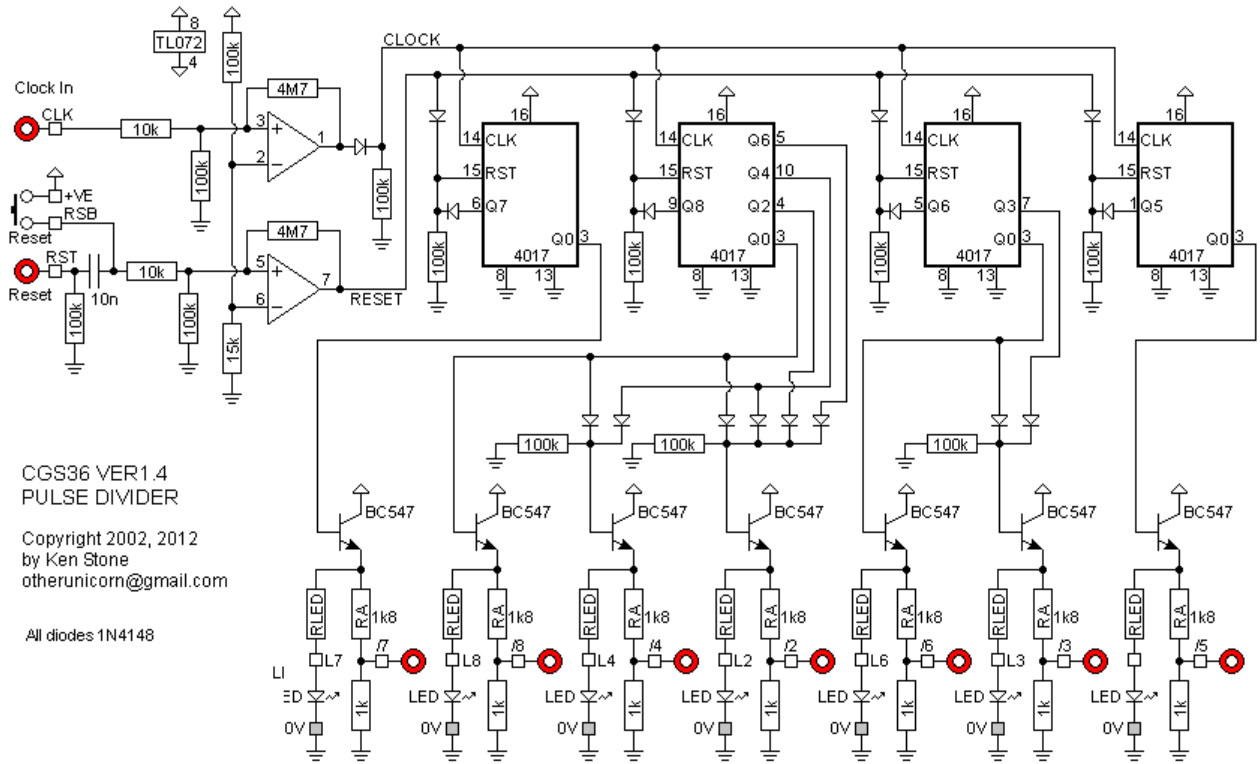 8
TL072
4
100k
CLOCK
4M7
Clock In
CLK
10k
3
+
1
2
−
100k
100k
+VE
RSB
Reset
RST
Reset
10n
10k
4M7
5
+
7
6
−
RESET
100k
100k
15k
16
14 CLK
15 RST
6 Q7
Q0 3
4017
8 13
100k
16
14 CLK
Q6 5
15 RST
Q4 10
9 Q8
Q2 4
Q0 3
4017
8 13
100k
16
14 CLK
15 RST
5 Q6
Q3 7
Q0 3
4017
8 13
100k
16
14 CLK
15 RST
1 Q5
Q0 3
4017
8 13
100k
100k
100k
100k
CGS36 VER1.4
PULSE DIVIDER
Copyright 2002, 2012
by Ken Stone
otherunicorn@gmail.com
All diodes 1N4148
BC547
BC547
BC547
BC547
BC547
BC547
BC547
RLED RA 1k8
RLED RA 1k8
RLED RA 1k8
RLED RA 1k8
RLED RA 1k8
RLED RA 1k8
RLED RA 1k8
L7 /7
L8 /8
L4 /4
L2 /2
L6 /6
L3 /3
/5
LI
ED 1k
LED 1k
LED 1k
LED 1k
LED 1k
LED 1k
LED 1k
0V
0V
0V
0V
0V
0V
0V